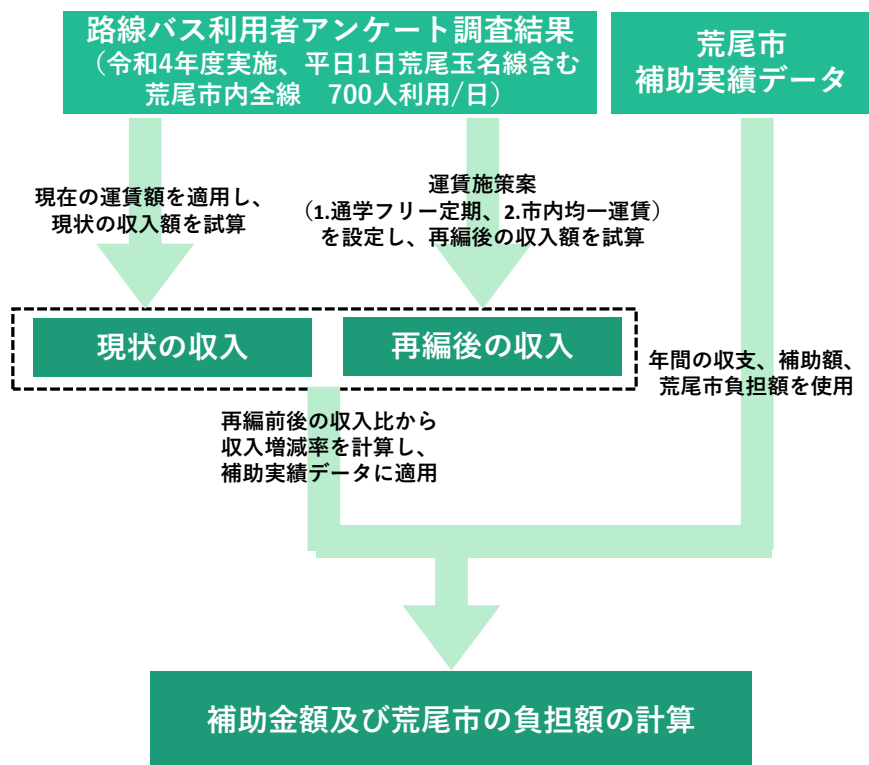 路線バス利用者アンケート調査結果
（令和4年度実施、平日1日荒尾玉名線含む
荒尾市内全線　700人利用/日）
荒尾市
補助実績データ
現在の運賃額を適用し、
現状の収入額を試算
運賃施策案
（1.通学フリー定期、2.市内均一運賃）
を設定し、再編後の収入額を試算
現状の収入
再編後の収入
年間の収支、補助額、
荒尾市負担額を使用
再編前後の収入比から
収入増減率を計算し、
補助実績データに適用
補助金額及び荒尾市の負担額の計算